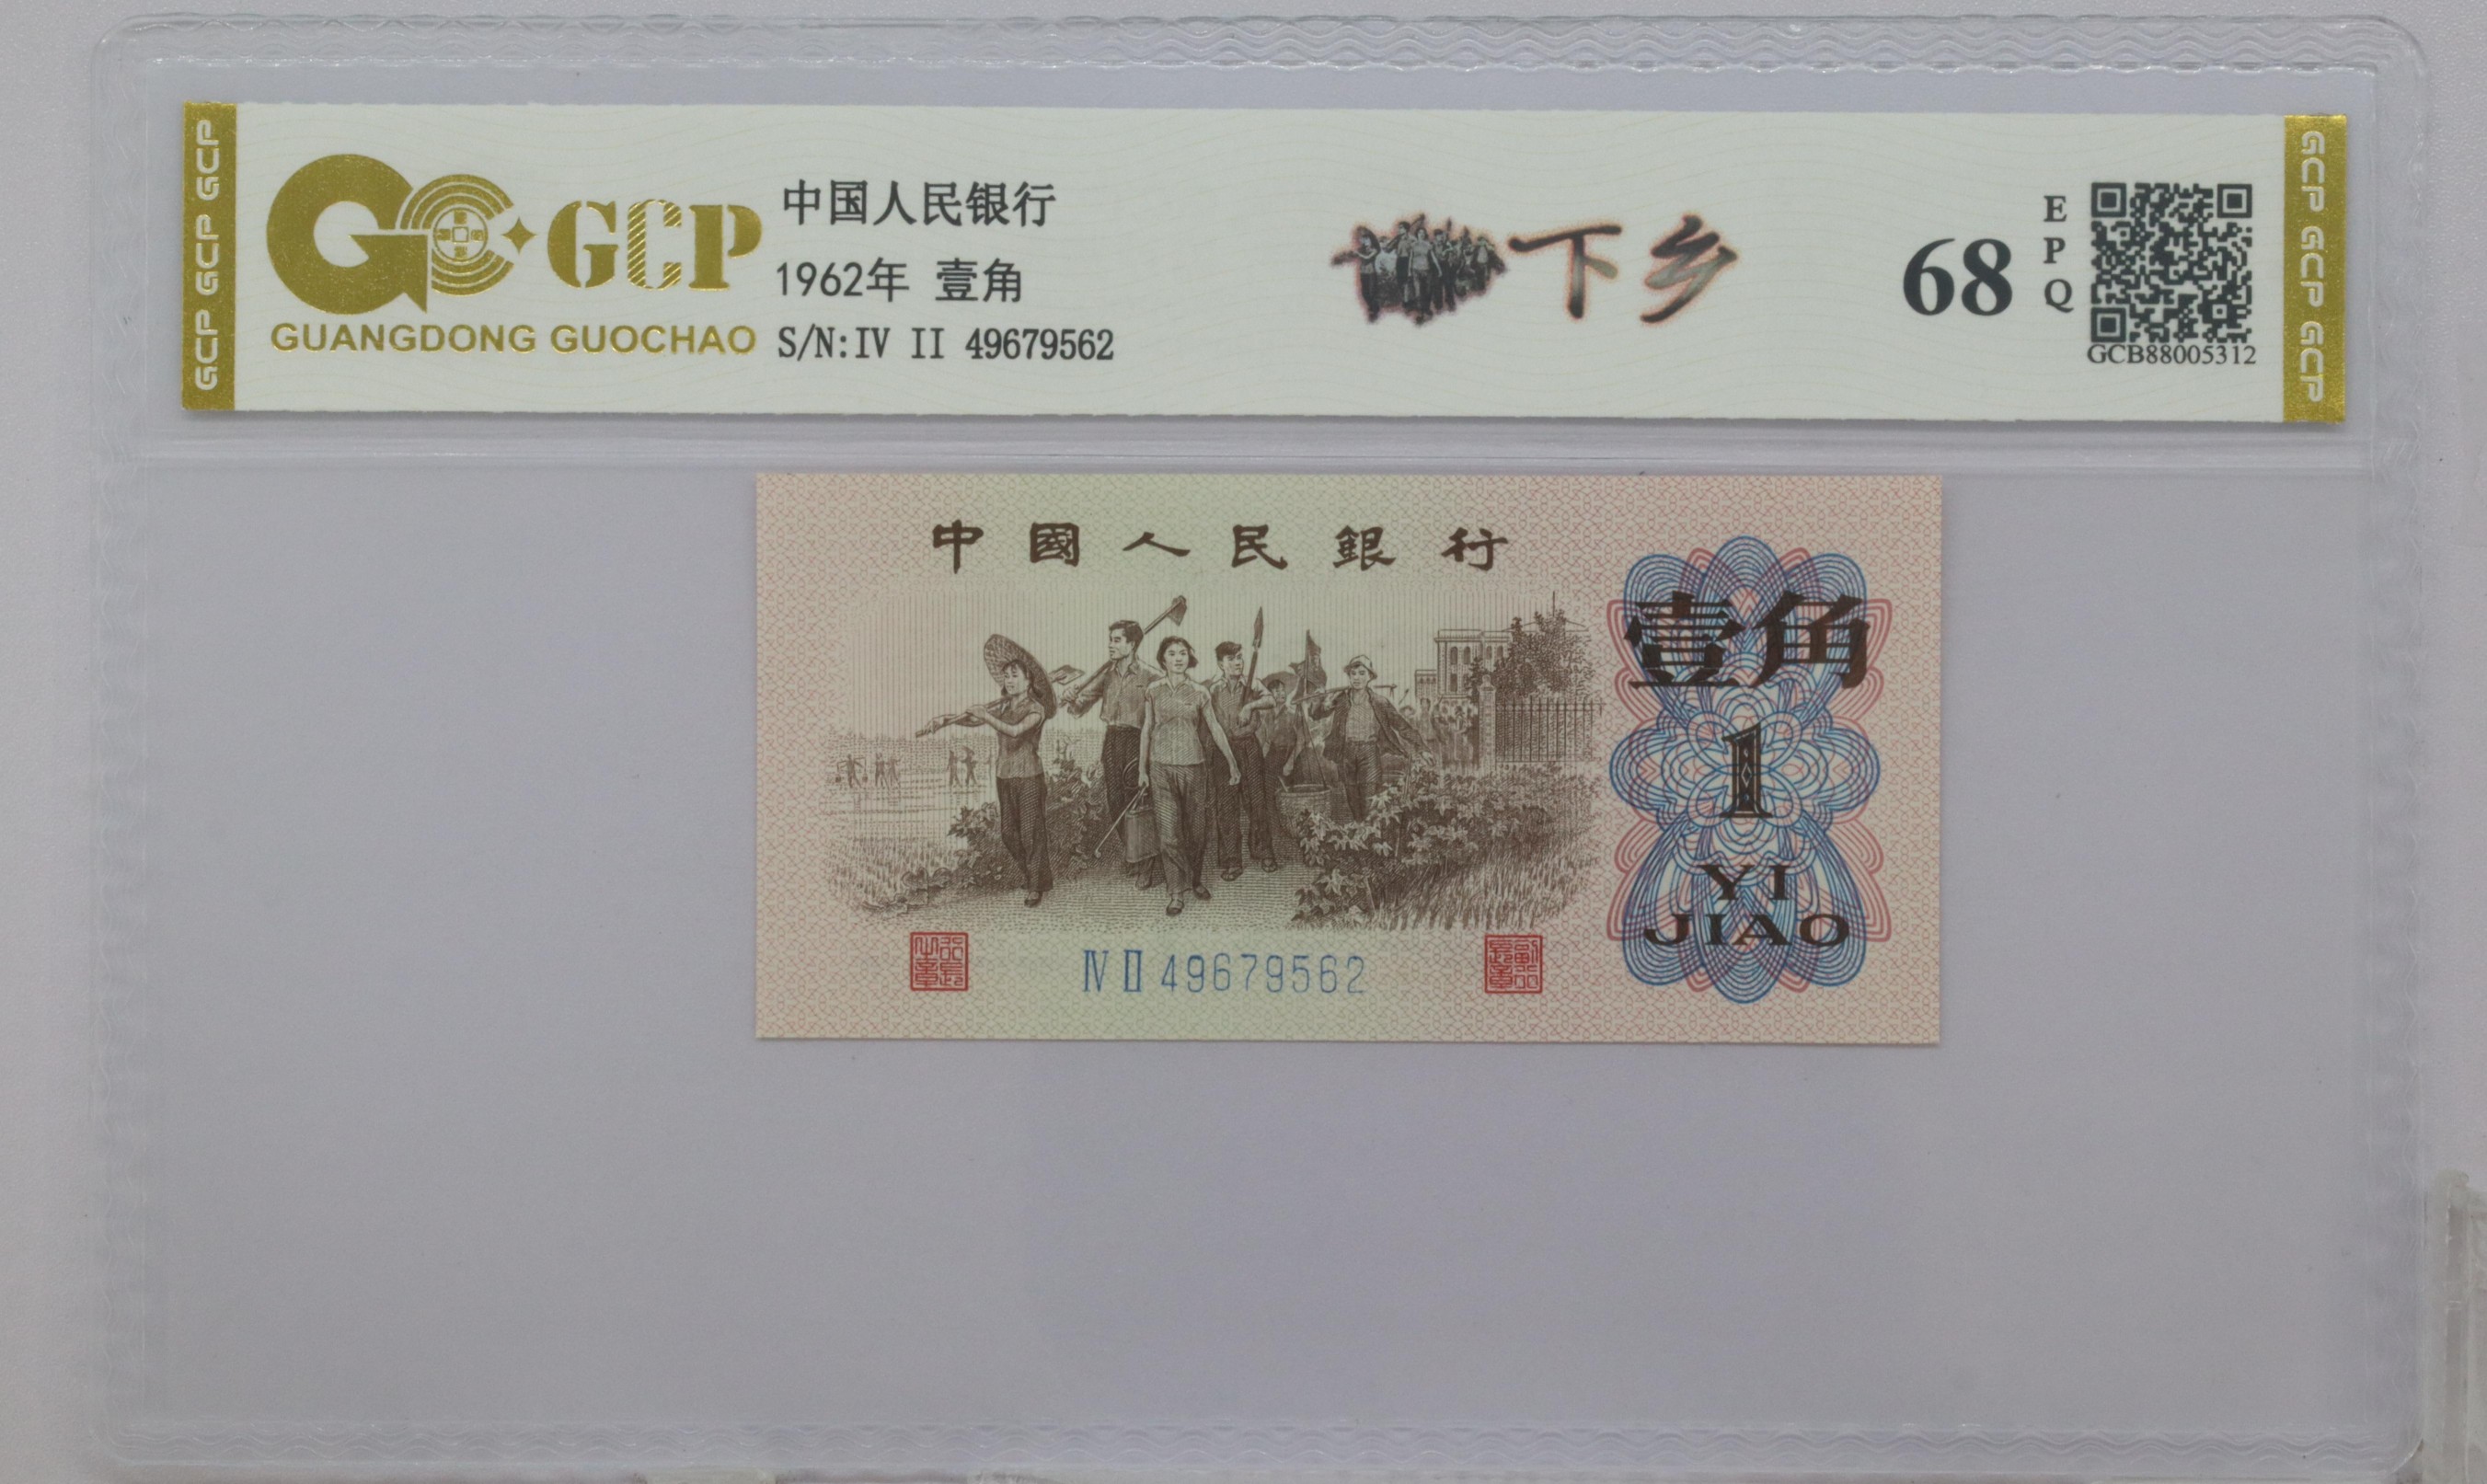 GCP GCP GCP
GCP
GUANGDONG GUOCHAO
中国人民银行
1962年 壹角
S/N:IV II 49679562
下乡
68
EPQ
GCB88005312
GCP GCP GCP
中國人民銀行
壹角
1
YI
JIAO
IV II 49679562